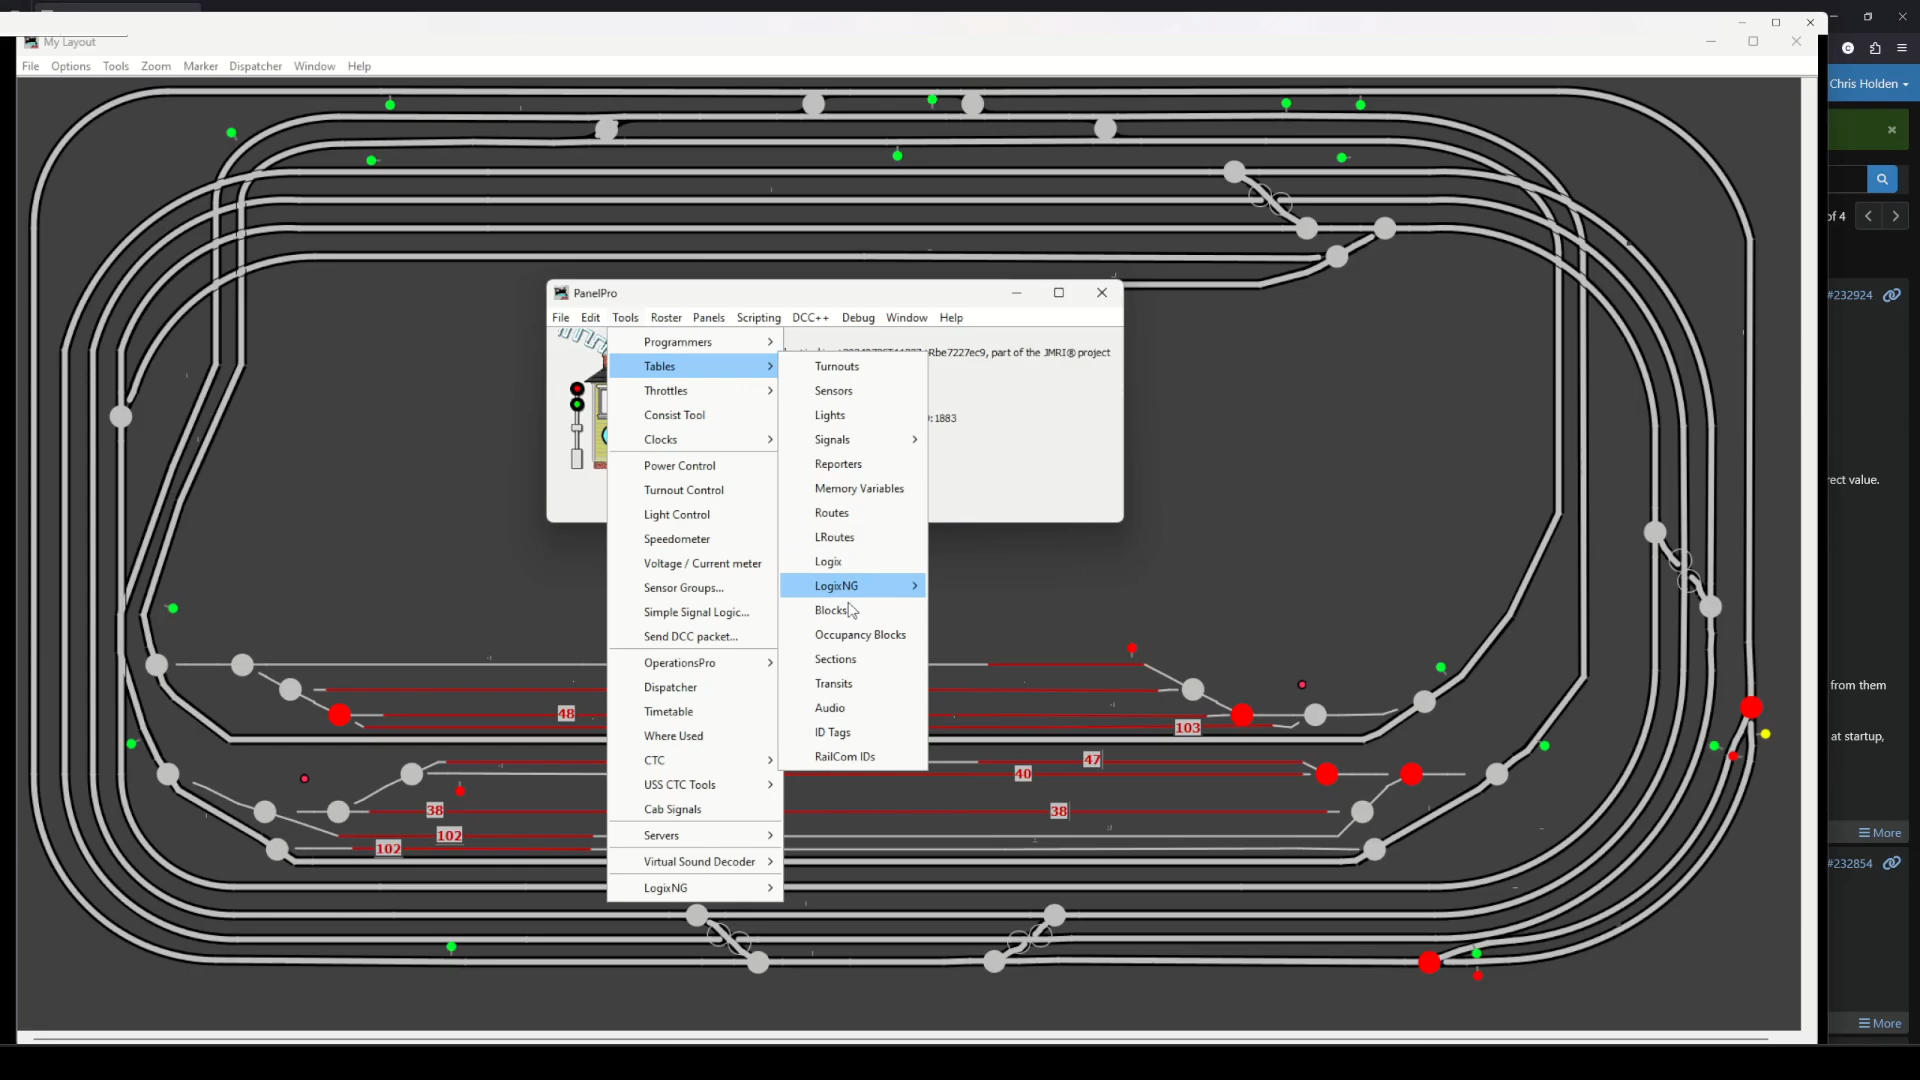 My Layout
File Options Tools Zoom Marker Dispatcher Window Help
Chris Holden
of 4
#232924
rect value.
from them
at startup,
More
#232854
More
PanelPro
File Edit Tools Roster Panels Scripting DCC++ Debug Window Help
Rbe7227ec9, part of the JMRI® project
:1883
Programmers
Tables
Throttles
Consist Tool
Clocks
Power Control
Turnout Control
Light Control
Speedometer
Voltage / Current meter
Sensor Groups...
Simple Signal Logic...
Send DCC packet...
OperationsPro
Dispatcher
Timetable
Where Used
CTC
USS CTC Tools
Cab Signals
Servers
Virtual Sound Decoder
LogixNG
Turnouts
Sensors
Lights
Signals
Reporters
Memory Variables
Routes
LRoutes
Logix
LogixNG
Blocks
Occupancy Blocks
Sections
Transits
Audio
ID Tags
RailCom IDs
48
103
47
40
38
38
102
102